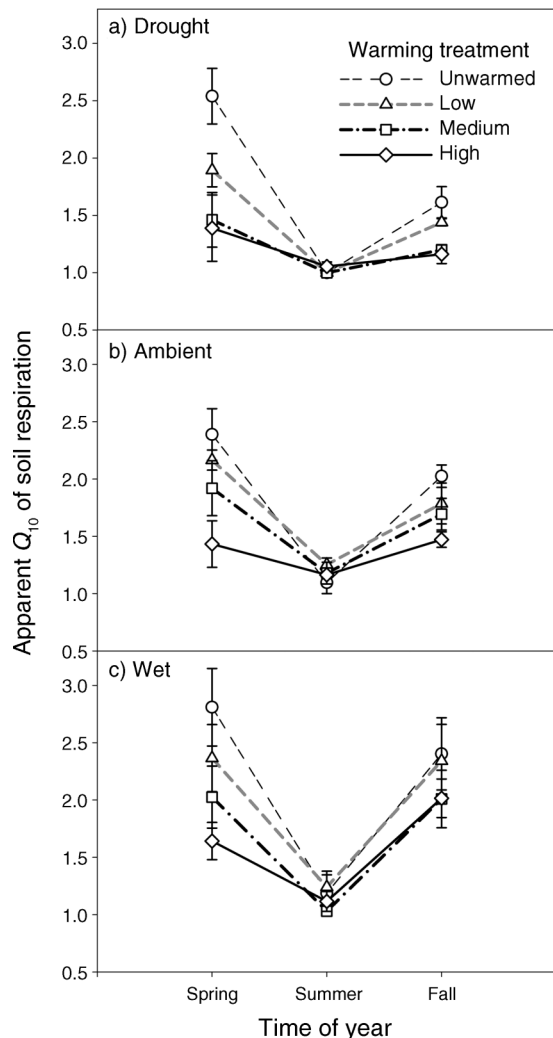 a) Drought
Warming treatment
Unwarmed
Low
Medium
High
3.0
2.5
2.0
1.5
1.0
0.5
b) Ambient
3.0
2.5
2.0
1.5
1.0
0.5
c) Wet
3.0
2.5
2.0
1.5
1.0
0.5
Apparent Q10 of soil respiration
Spring Summer Fall
Time of year